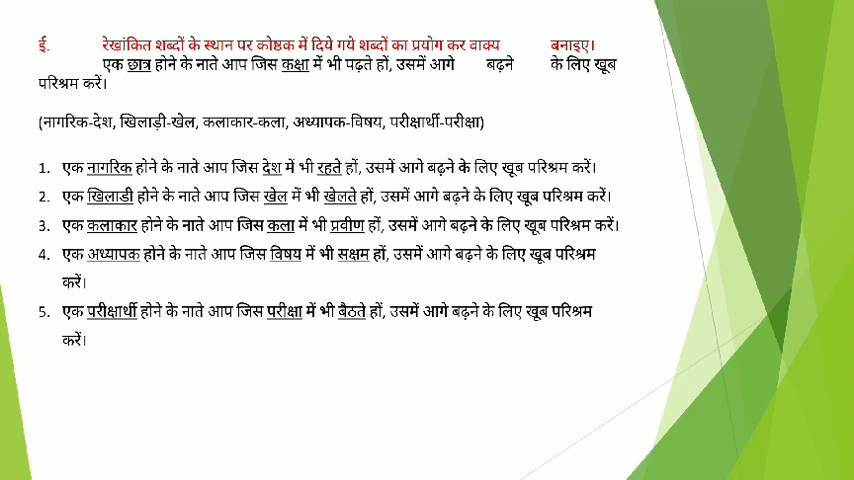 ई. रेखांकित शब्दों के स्थान पर कोष्ठक में दिये गये शब्दों का प्रयोग कर वाक्य बनाइए।
एक छात्र होने के नाते आप जिस कक्षा में भी पढ़ते हों, उसमें आगे बढ़ने के लिए खूब
परिश्रम करें।
(नागरिक-देश, खिलाड़ी-खेल, कलाकार-कला, अध्यापक-विषय, परीक्षार्थी-परीक्षा)
1. एक नागरिक होने के नाते आप जिस देश में भी रहते हों, उसमें आगे बढ़ने के लिए खूब परिश्रम करें।
2. एक खिलाडी होने के नाते आप जिस खेल में भी खेलते हों, उसमें आगे बढ़ने के लिए खूब परिश्रम करें।
3. एक कलाकार होने के नाते आप जिस कला में भी प्रवीण हों, उसमें आगे बढ़ने के लिए खूब परिश्रम करें।
4. एक अध्यापक होने के नाते आप जिस विषय में भी सक्षम हों, उसमें आगे बढ़ने के लिए खूब परिश्रम
करें।
5. एक परीक्षार्थी होने के नाते आप जिस परीक्षा में भी बैठते हों, उसमें आगे बढ़ने के लिए खूब परिश्रम
करें।